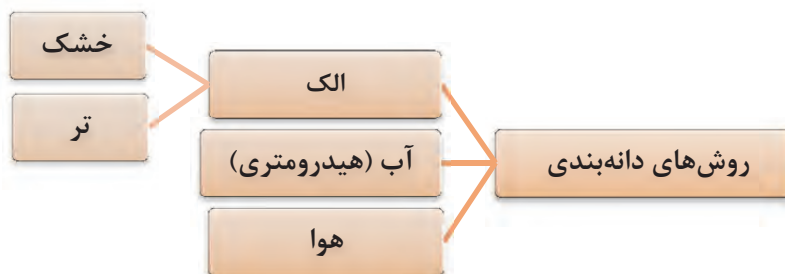 روش‌های دانه‌بندی
الک
خشک
تر
آب (هیدرومتری)
هوا